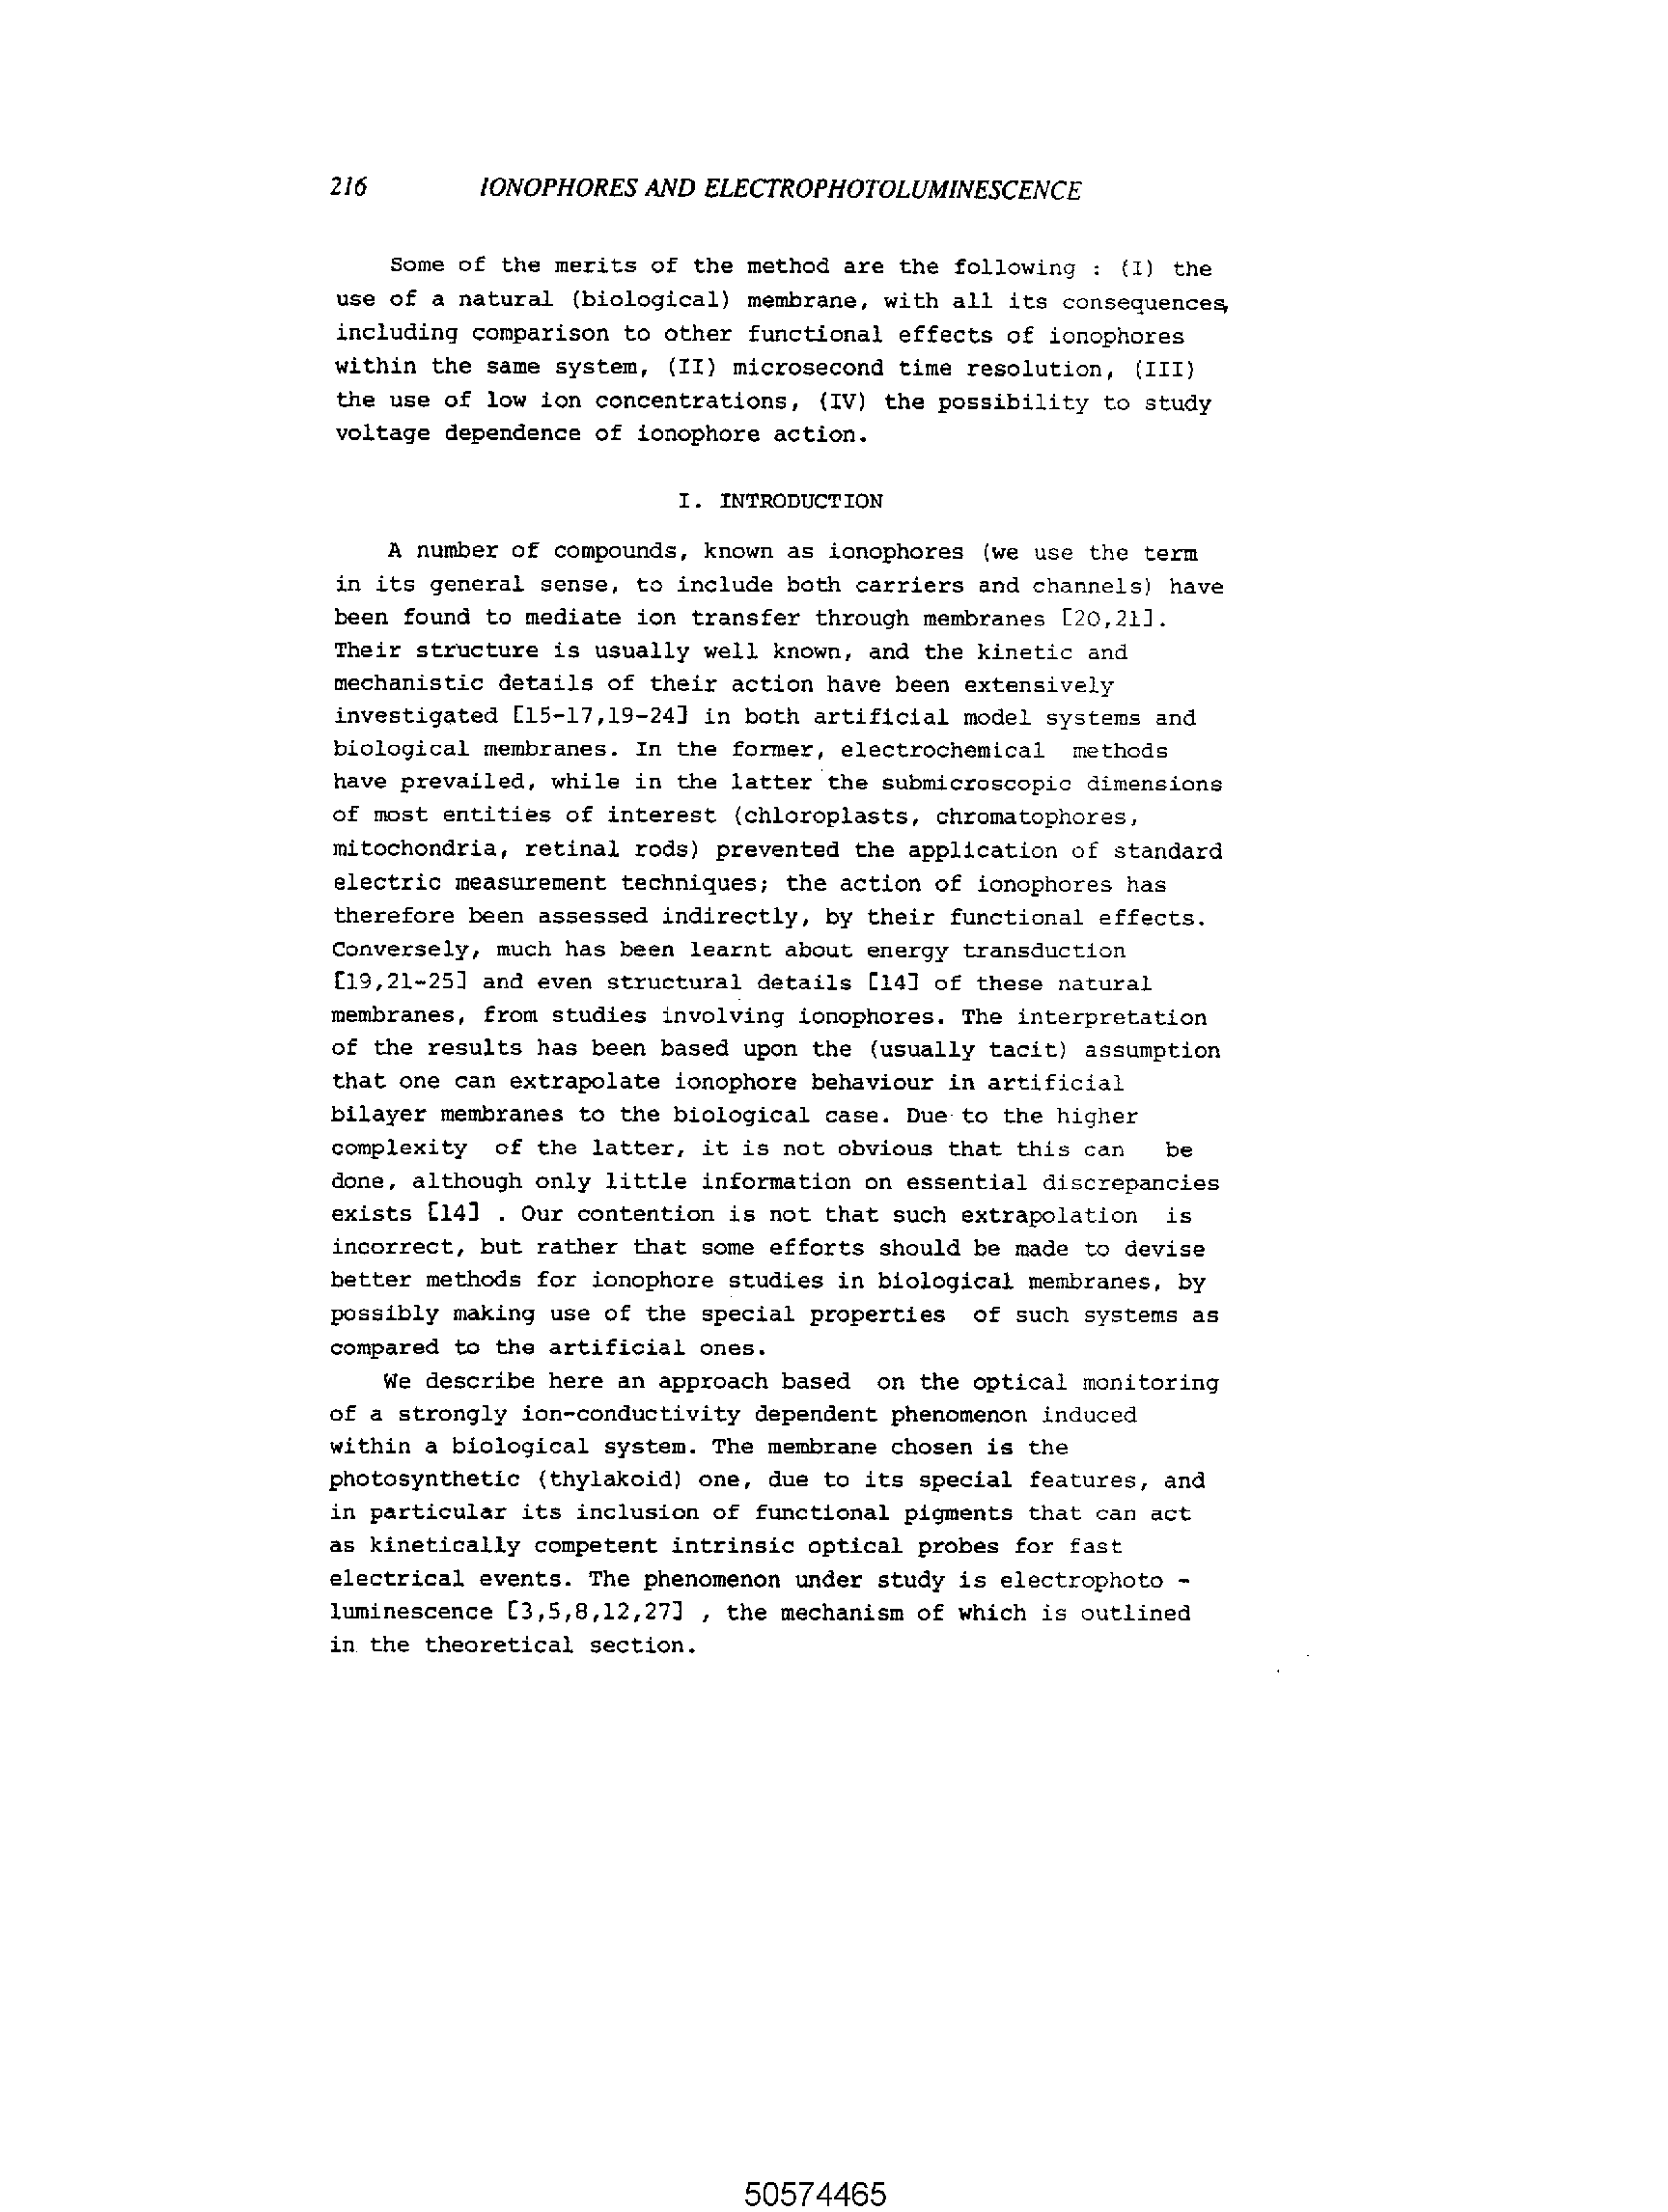 216 IONOPHORES AND ELECTROPHOTOLUMINESCENCE
Some of the merits of the method are the following : (I) the
use of a natural (biological) membrane, with all its consequences,
including comparison to other functional effects of ionophores
within the same system, (II) microsecond time resolution, (III)
the use of low ion concentrations, (IV) the possibility to study
voltage dependence of ionophore action.
I. INTRODUCTION
A number of compounds, known as ionophores (we use the term
in its general sense, to include both carriers and channels) have
been found to mediate ion transfer through membranes [20,21].
Their structure is usually well known, and the kinetic and
mechanistic details of their action have been extensively
investigated [15-17,19-24] in both artificial model systems and
biological membranes. In the former, electrochemical methods
have prevailed, while in the latter the submicroscopic dimensions
of most entities of interest (chloroplasts, chromatophores,
mitochondria, retinal rods) prevented the application of standard
electric measurement techniques; the action of ionophores has
therefore been assessed indirectly, by their functional effects.
Conversely, much has been learnt about energy transduction
[19,21-25] and even structural details [14] of these natural
membranes, from studies involving ionophores. The interpretation
of the results has been based upon the (usually tacit) assumption
that one can extrapolate ionophore behaviour in artificial
bilayer membranes to the biological case. Due to the higher
complexity of the latter, it is not obvious that this can be
done, although only little information on essential discrepancies
exists [14] . Our contention is not that such extrapolation is
incorrect, but rather that some efforts should be made to devise
better methods for ionophore studies in biological membranes, by
possibly making use of the special properties of such systems as
compared to the artificial ones.
We describe here an approach based on the optical monitoring
of a strongly ion-conductivity dependent phenomenon induced
within a biological system. The membrane chosen is the
photosynthetic (thylakoid) one, due to its special features, and
in particular its inclusion of functional pigments that can act
as kinetically competent intrinsic optical probes for fast
electrical events. The phenomenon under study is electrophoto -
luminescence [3,5,8,12,27] , the mechanism of which is outlined
in the theoretical section.
50574465